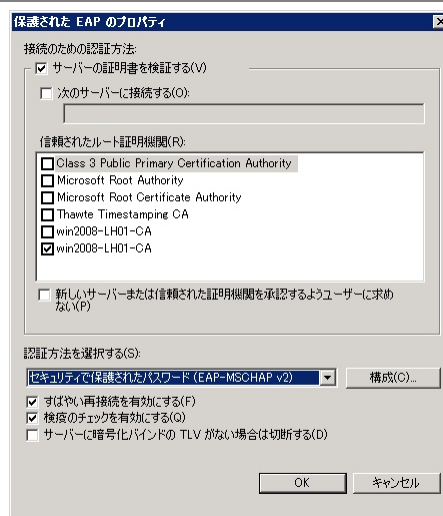 保護された EAP のプロパティ
接続のための認証方法:
サーバーの証明書を検証する(V)
次のサーバーに接続する(O):
信頼されたルート証明機関(R):
Class 3 Public Primary Certification Authority
Microsoft Root Authority
Microsoft Root Certificate Authority
Thawte Timestamping CA
win2008-LH01-CA
win2008-LH01-CA
新しいサーバーまたは信頼された証明機関を承認するようユーザーに求め
ない(P)
認証方法を選択する(S):
セキュリティで保護されたパスワード (EAP-MSCHAP v2)
構成(C)...
すばやい再接続を有効にする(F)
検疫のチェックを有効にする(Q)
サーバーに暗号化バインドの TLV がない場合は切断する(D)
OK
キャンセル